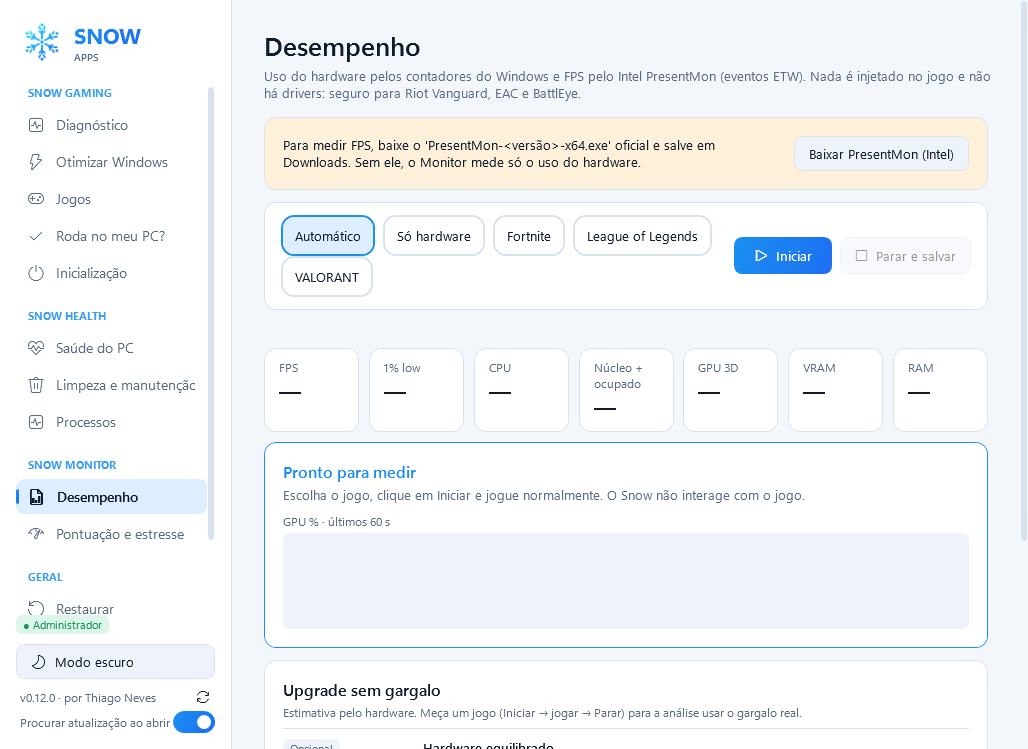 SNOW
APPS
SNOW GAMING
Diagnóstico
Otimizar Windows
Jogos
Roda no meu PC?
Inicialização
SNOW HEALTH
Saúde do PC
Limpeza e manutençãc
Processos
SNOW MONITOR
Desempenho
Pontuação e estresse
GERAL
Restaurar
Administrador
Modo escuro
v0.12.0 · por Thiago Neves
Procurar atualização ao abrir
Desempenho
Uso do hardware pelos contadores do Windows e FPS pelo Intel PresentMon (eventos ETW). Nada é injetado no jogo e não
há drivers: seguro para Riot Vanguard, EAC e BattlEye.
Para medir FPS, baixe o 'PresentMon-<versão>-x64.exe' oficial e salve em
Downloads. Sem ele, o Monitor mede só o uso do hardware.
Baixar PresentMon (Intel)
Automático
Só hardware
Fortnite
League of Legends
VALORANT
Iniciar
Parar e salvar
FPS
—
1% low
—
CPU
—
Núcleo +
ocupado
—
GPU 3D
—
VRAM
—
RAM
—
Pronto para medir
Escolha o jogo, clique em Iniciar e jogue normalmente. O Snow não interage com o jogo.
GPU % · últimos 60 s
Upgrade sem gargalo
Estimativa pelo hardware. Meça um jogo (Iniciar → jogar → Parar) para a análise usar o gargalo real.
Opcional
Hardware equilibrado